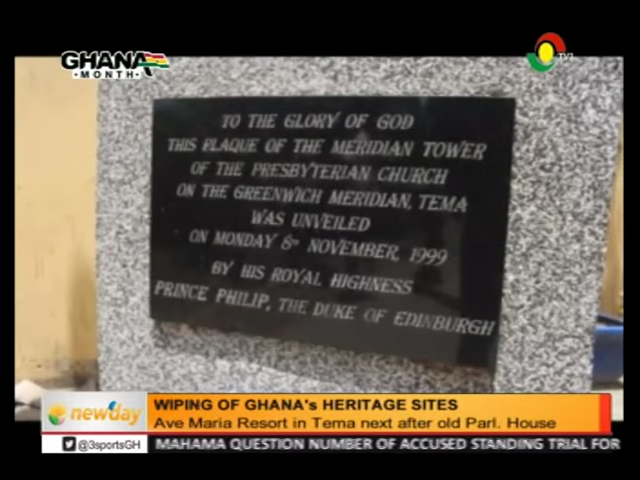 GHANA
·MONTH·
TV3
TO THE GLORY OF GOD
THIS PLAQUE OF THE MERIDIAN TOWER
OF THE PRESBYTERIAN CHURCH
ON THE GREENWICH MERIDIAN, TEMA
WAS UNVEILED
ON MONDAY 8TH NOVEMBER, 1999
BY HIS ROYAL HIGHNESS
PRINCE PHILIP, THE DUKE OF EDINBURGH
newday
WIPING OF GHANA's HERITAGE SITES
Ave Maria Resort in Tema next after old Parl. House
@3sportsGH
MAHAMA QUESTION NUMBER OF ACCUSED STANDING TRIAL FOR